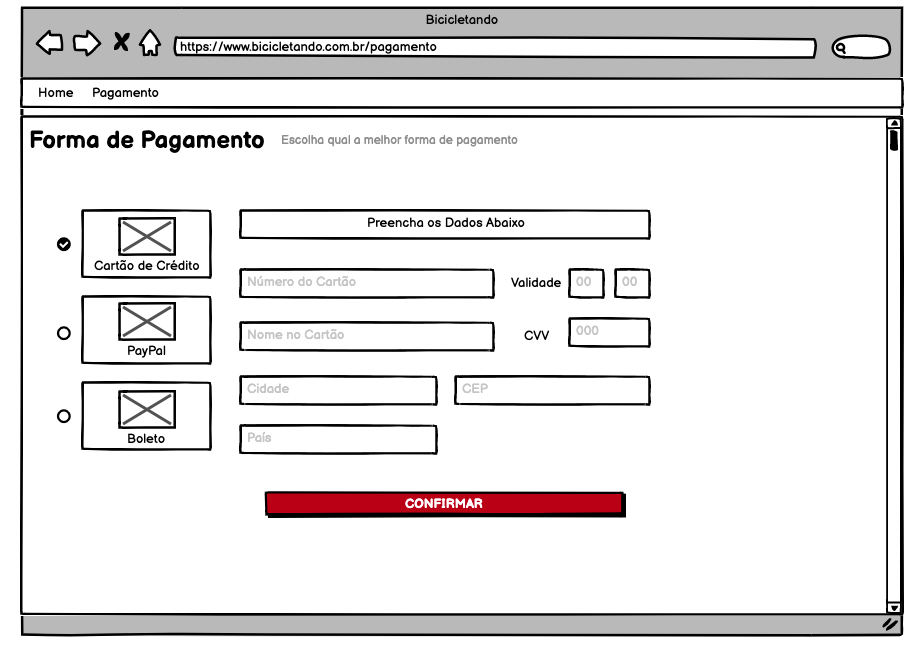 Bicicletando
https://www.bicicletando.com.br/pagamento
Home Pagamento
Forma de Pagamento Escolha qual a melhor forma de pagamento
Preencha os Dados Abaixo
Cartão de Crédito
Número do Cartão Validade 00 00
Nome no Cartão CVV 000
PayPal
Cidade CEP
Boleto
País
CONFIRMAR